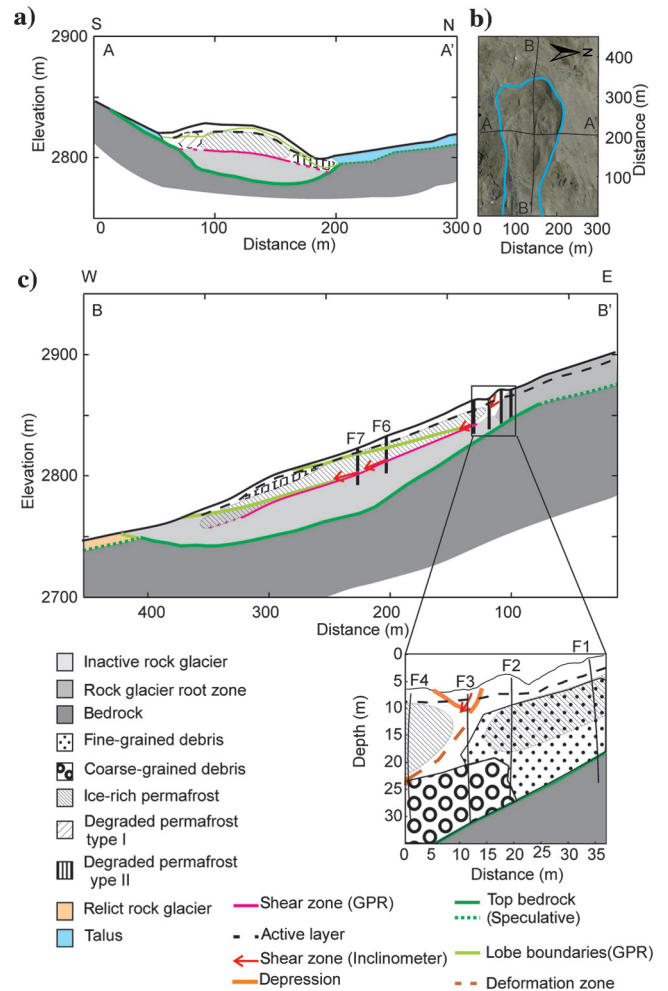 a)
S
N
2900
A
A'
Elevation (m)
2800
0
100
200
300
Distance (m)
b)
B
N
400
300
200
100
A
A'
B'
Distance (m)
0
100
200
300
Distance (m)
c)
W
E
B
B'
2900
2800
2700
Elevation (m)
F7
F6
400
300
200
100
Distance (m)
Inactive rock glacier
Rock glacier root zone
Bedrock
Fine-grained debris
Coarse-grained debris
Ice-rich permafrost
Degraded permafrost
type I
Degraded permafrost
ype II
Relict rock glacier
Talus
0
5
10
15
20
25
30
Depth (m)
F4
F3
F2
F1
0
5
10
15
20
25
30
35
Distance (m)
Shear zone (GPR)
Active layer
Shear zone (Inclinometer)
Depression
Top bedrock
(Speculative)
Lobe boundaries(GPR)
Deformation zone